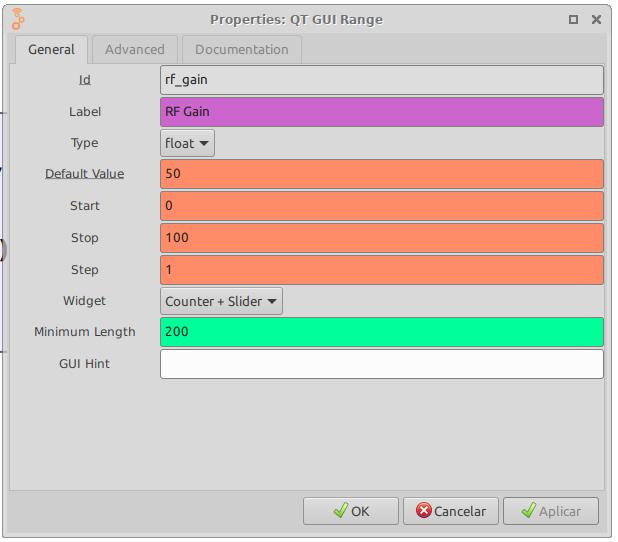 Properties: QT GUI Range
General Advanced Documentation
Id rf_gain
Label RF Gain
Type float
Default Value 50
Start 0
Stop 100
Step 1
Widget Counter + Slider
Minimum Length 200
GUI Hint
OK Cancelar Aplicar